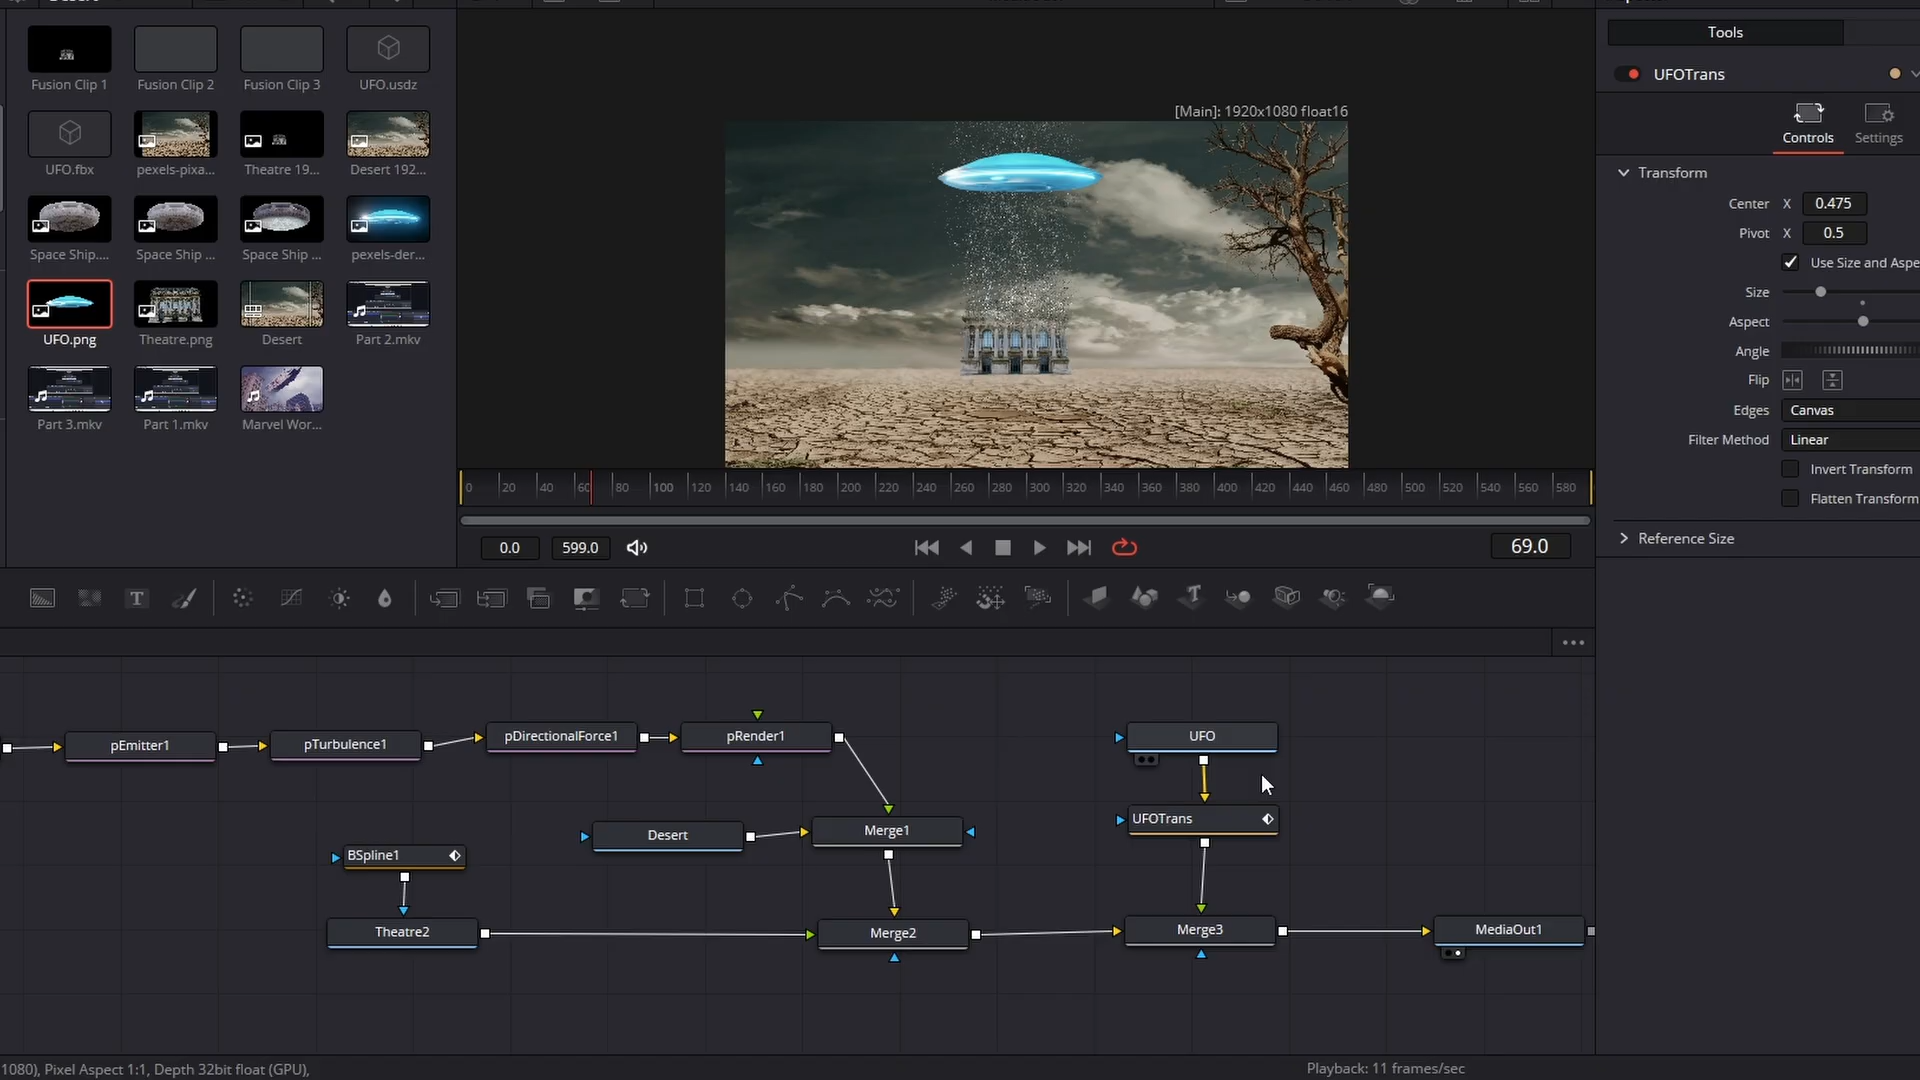 Tools
Fusion Clip 1
Fusion Clip 2
Fusion Clip 3
UFO.usdz
UFOTrans
[Main]: 1920x1080 float16
Controls
Settings
UFO.fbx
pexels-pixa...
Theatre 19...
Desert 192...
Transform
Center X 0.475
Pivot X 0.5
Space Ship....
Space Ship ...
Space Ship ...
pexels-der...
Use Size and Aspe
Size
Aspect
UFO.png
Theatre.png
Desert
Part 2.mkv
Angle
Flip
Edges Canvas
Part 3.mkv
Part 1.mkv
Marvel Wor...
Filter Method Linear
Invert Transform
0 20 40 60 80 100 120 140 160 180 200 220 240 260 280 300 320 340 360 380 400 420 440 460 480 500 520 540 560 580
Flatten Transform
Reference Size
0.0 599.0 69.0
T
T
pEmitter1
pTurbulence1
pDirectionalForce1
pRender1
UFO
UFOTrans
Desert
Merge1
BSpline1
Theatre2
Merge2
Merge3
MediaOut1
1080), Pixel Aspect 1:1, Depth 32bit float (GPU),
Playback: 11 frames/sec